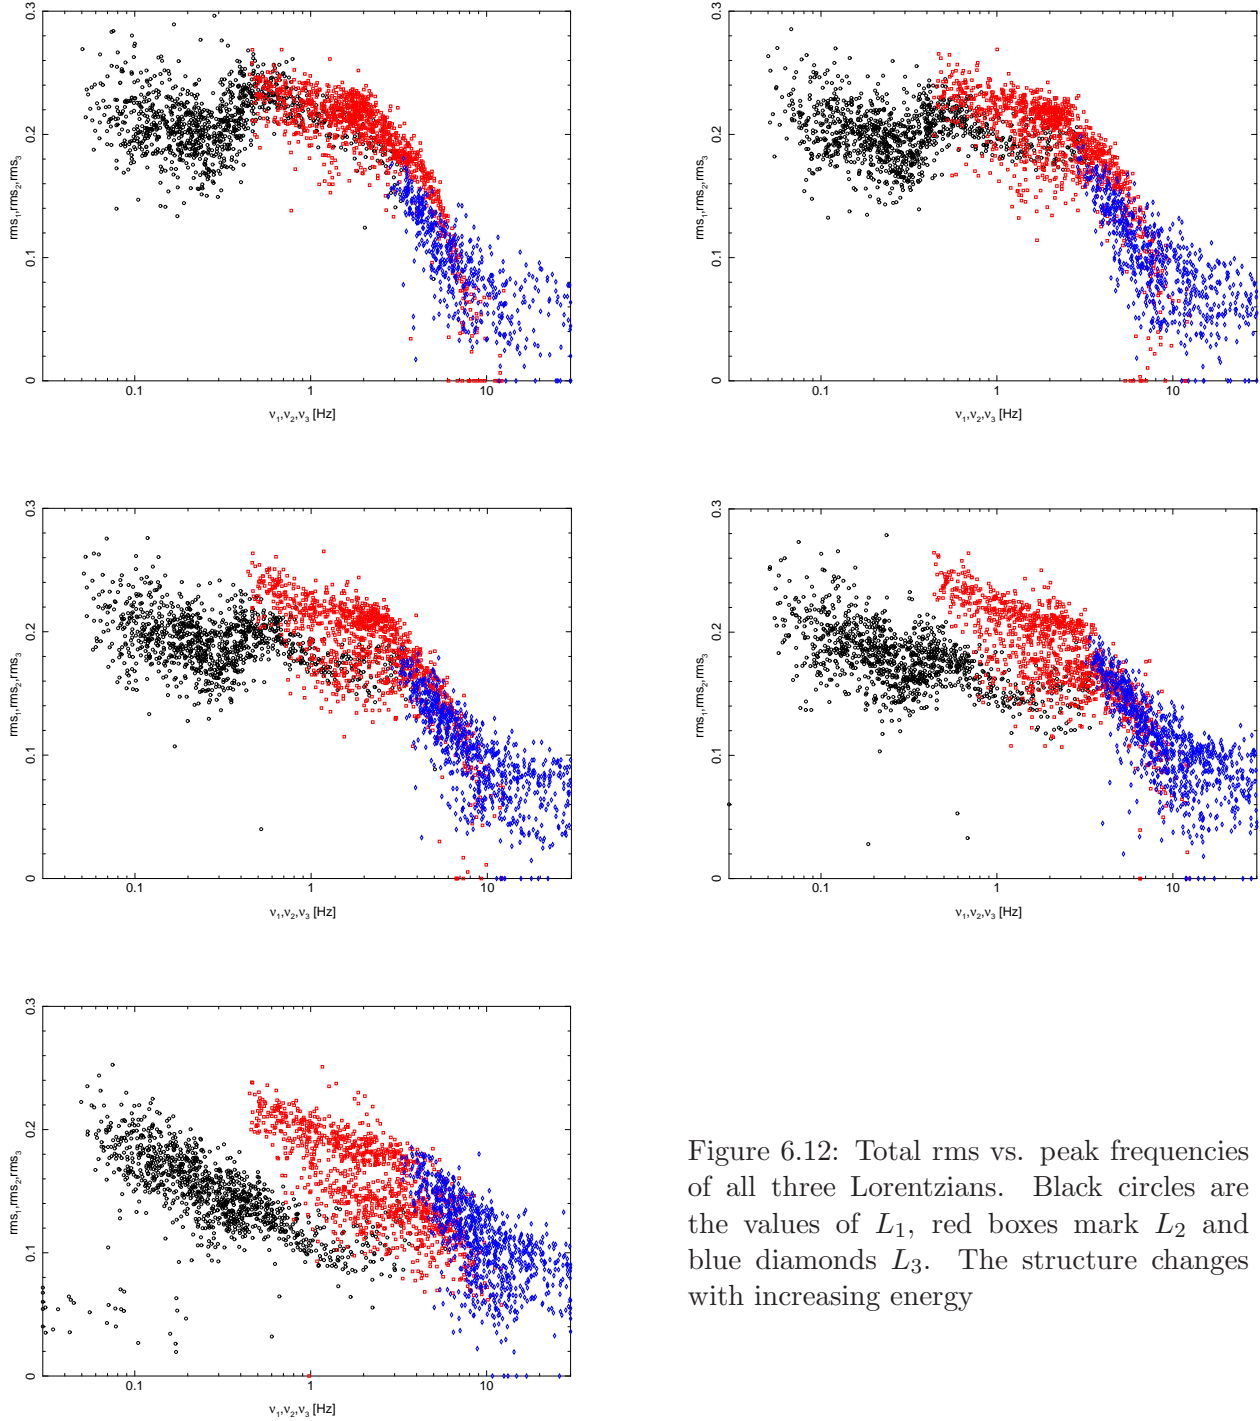 0.3
0.2
0.1
0
rms₁,rms₂,rms₃
0.1 1 10
ν₁,ν₂,ν₃ [Hz]
0.3
0.2
0.1
0
rms₁,rms₂,rms₃
0.1 1 10
ν₁,ν₂,ν₃ [Hz]
0.3
0.2
0.1
0
rms₁,rms₂,rms₃
0.1 1 10
ν₁,ν₂,ν₃ [Hz]
0.3
0.2
0.1
0
rms₁,rms₂,rms₃
0.1 1 10
ν₁,ν₂,ν₃ [Hz]
0.3
0.2
0.1
0
rms₁,rms₂,rms₃
0.1 1 10
ν₁,ν₂,ν₃ [Hz]
Figure 6.12: Total rms vs. peak frequencies
of all three Lorentzians. Black circles are
the values of L₁, red boxes mark L₂ and
blue diamonds L₃. The structure changes
with increasing energy